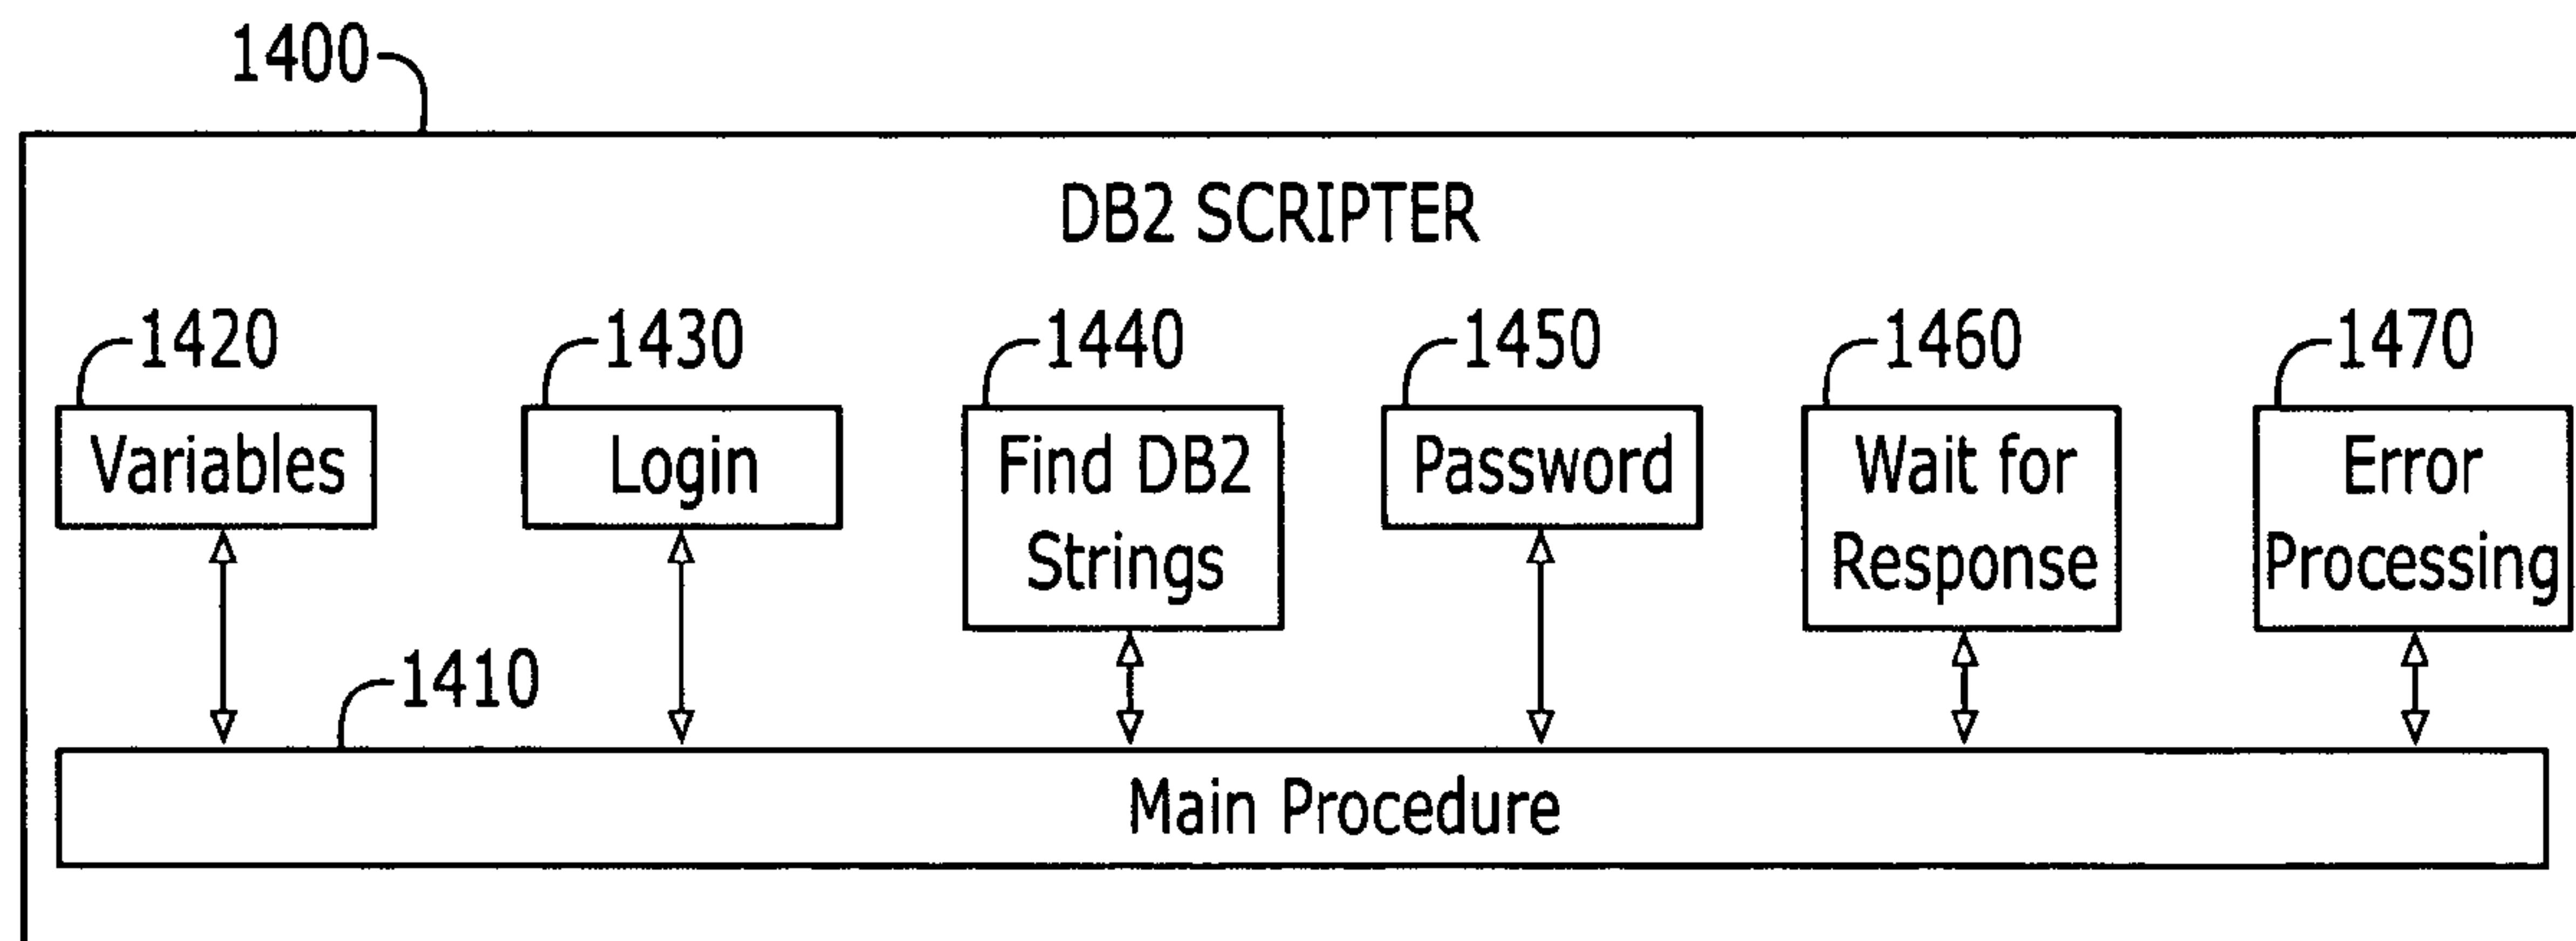 1400
DB2 SCRIPTER
1420
1430
1440
1450
1460
1470
Variables
Login
Find DB2
Strings
Password
Wait for
Response
Error
Processing
1410
Main Procedure